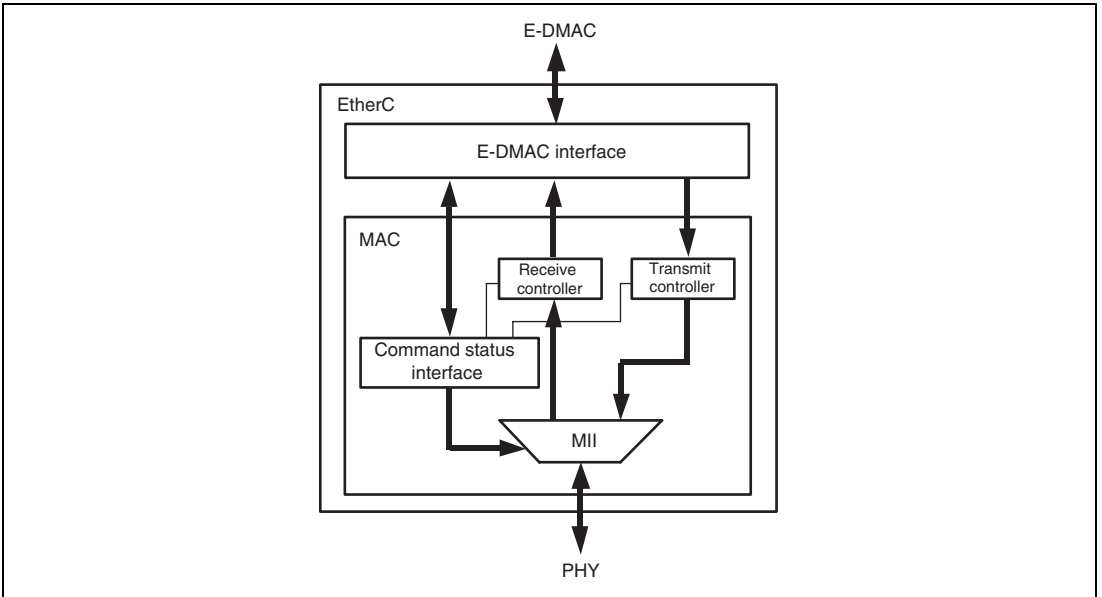 E-DMAC
EtherC
E-DMAC interface
MAC
Receive
controller
Transmit
controller
Command status
interface
MII
PHY